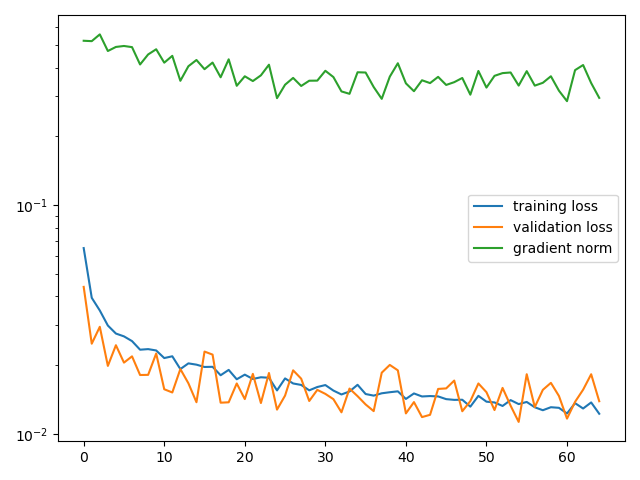 10⁻¹
training loss
validation loss
gradient norm
10⁻²
0 10 20 30 40 50 60